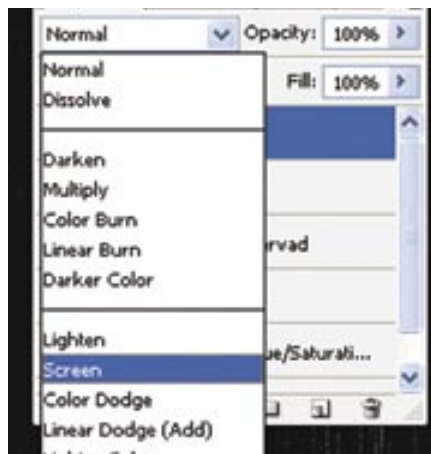 Normal Opacity: 100%
Normal Fill: 100%
Dissolve
Darken
Multiply
Color Burn
Linear Burn rvad
Darker Color
Lighten
Screen ue/Saturati...
Color Dodge
Linear Dodge (Add)